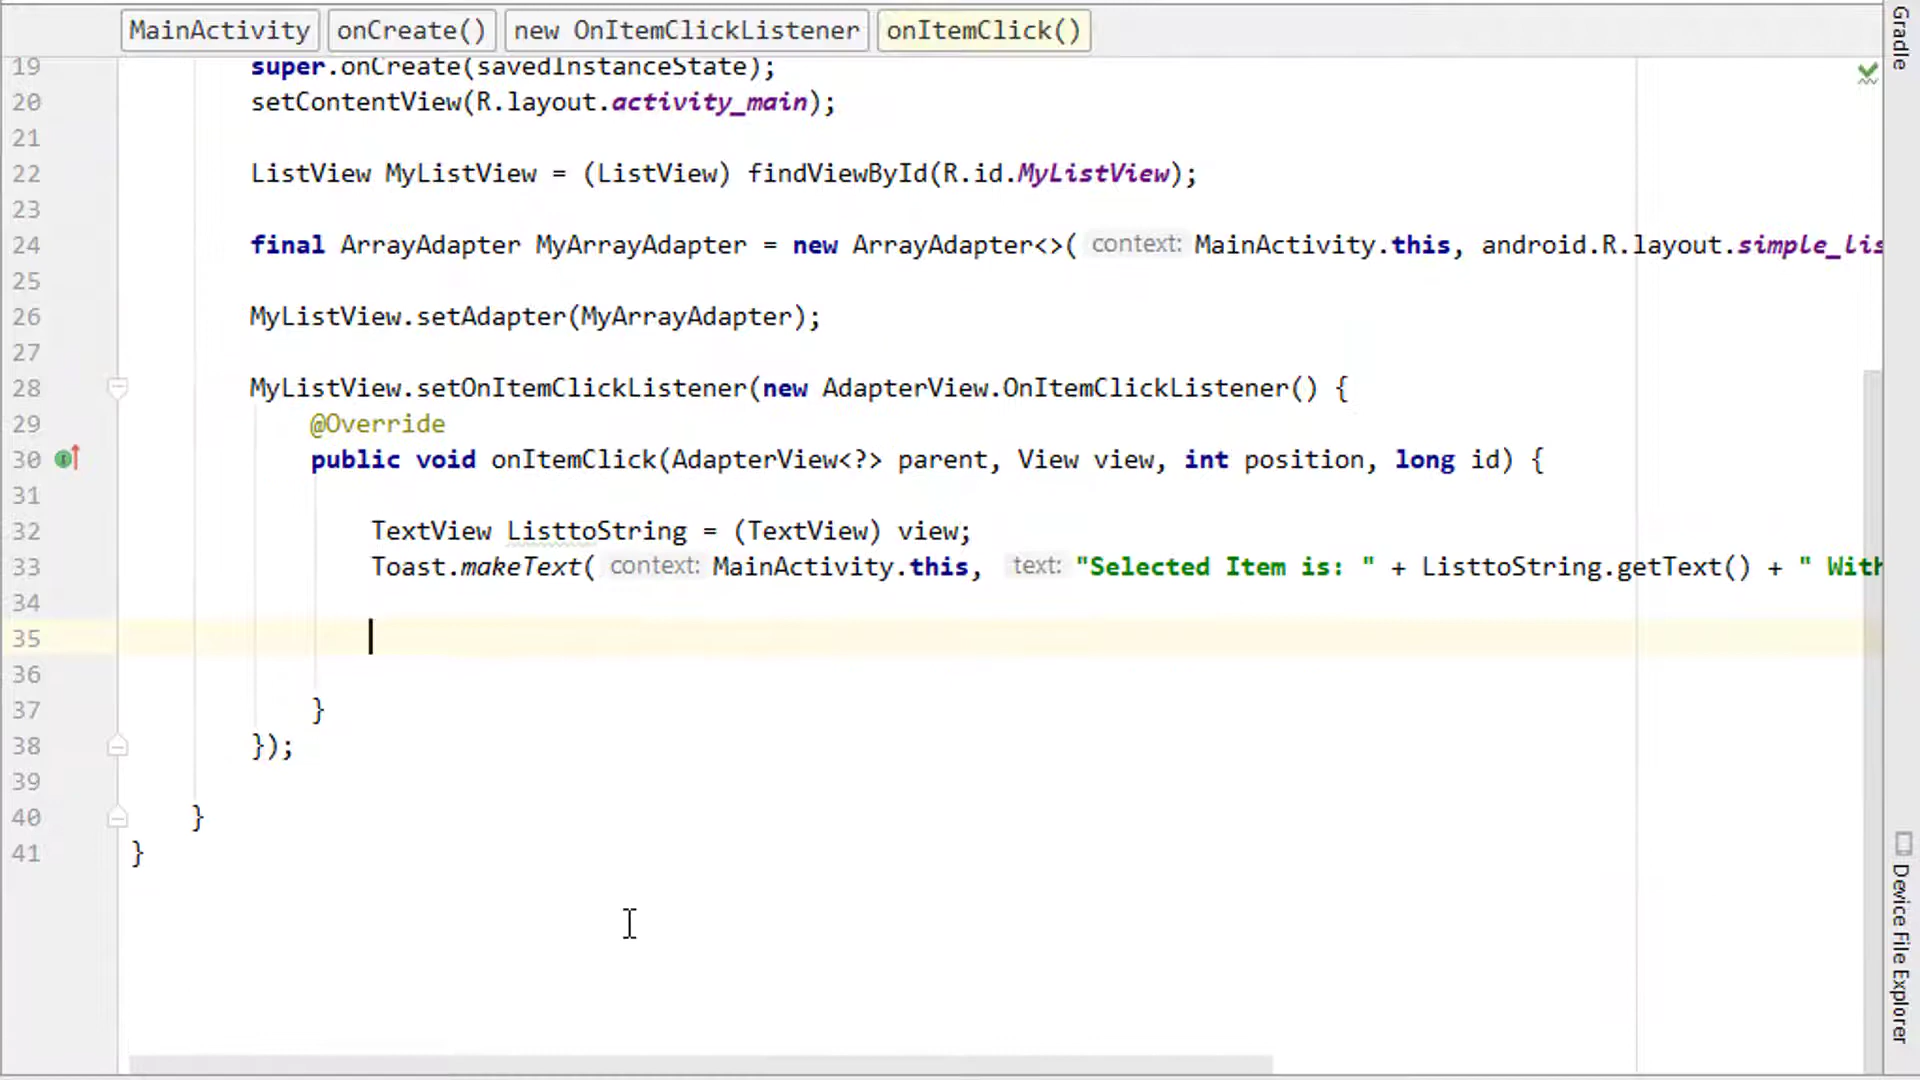 MainActivity onCreate() new OnItemClickListener onItemClick()
19 super.onCreate(savedInstanceState);
20 setContentView(R.layout.activity_main);
21
22 ListView MyListView = (ListView) findViewById(R.id.MyListView);
23
24 final ArrayAdapter MyArrayAdapter = new ArrayAdapter<>( context: MainActivity.this, android.R.layout.simple_lis
25
26 MyListView.setAdapter(MyArrayAdapter);
27
28 MyListView.setOnItemClickListener(new AdapterView.OnItemClickListener() {
29 @Override
30 public void onItemClick(AdapterView<?> parent, View view, int position, long id) {
31
32 TextView ListtoString = (TextView) view;
33 Toast.makeText( context: MainActivity.this, text: "Selected Item is: " + ListtoString.getText() + " With
34
35
36
37 }
38 });
39
40 }
41 }
Gradle
Device File Explorer